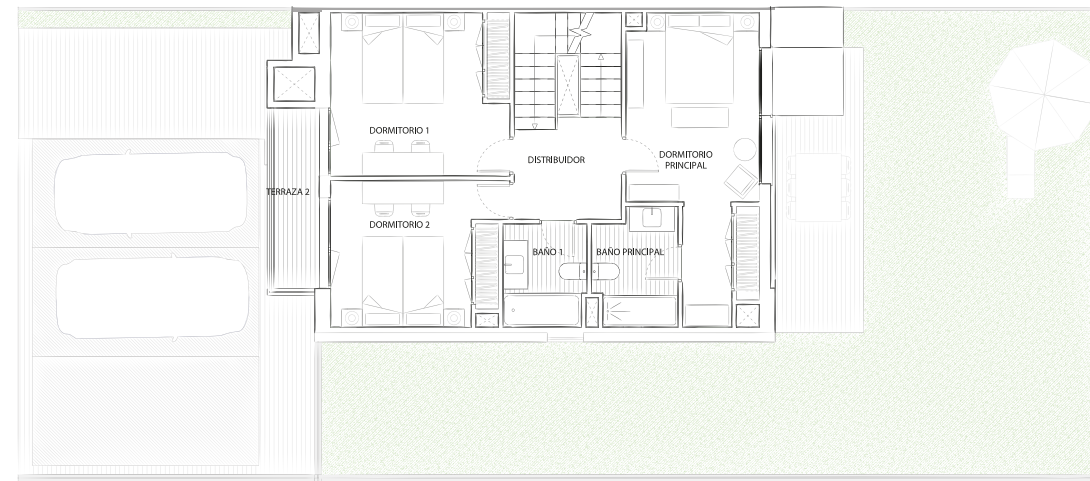 DORMITORIO 1
DISTRIBUIDOR
DORMITORIO
PRINCIPAL
TERRAZA 2
DORMITORIO 2
BAÑO 1
BAÑO PRINCIPAL